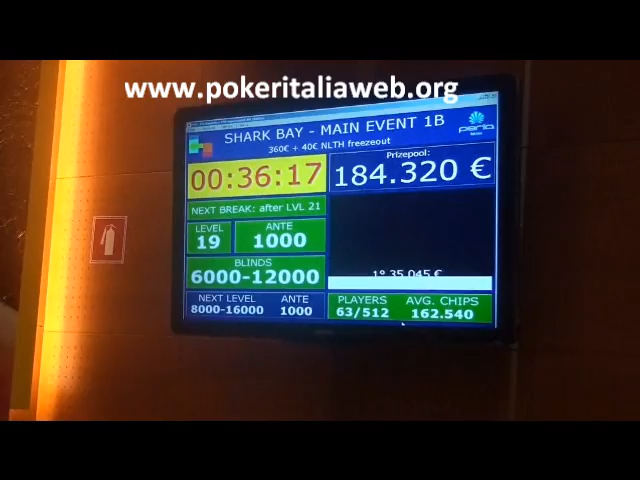 www.pokeritaliaweb.org
SHARK BAY - MAIN EVENT 1B
360€ + 40€ NLTH freezeout
perla
00:36:17
Prizepool:
184.320 €
NEXT BREAK: after LVL 21
LEVEL
19
ANTE
1000
1° 35.045 €
BLINDS
6000-12000
NEXT LEVEL
8000-16000
ANTE
1000
PLAYERS
63/512
AVG. CHIPS
162.540